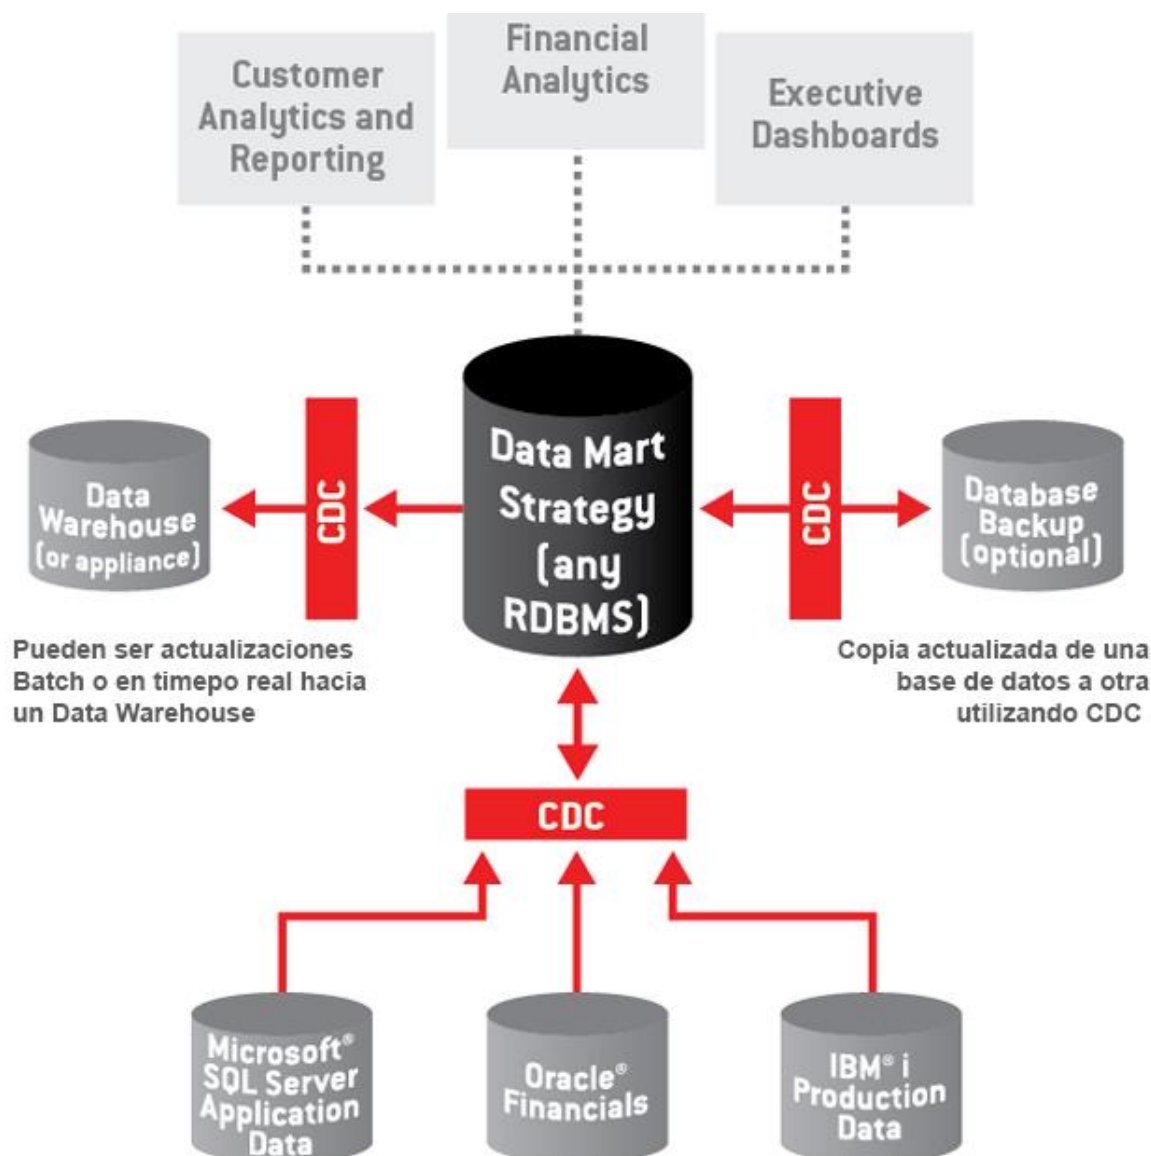 Customer
Analytics and
Reporting
Financial
Analytics
Executive
Dashboards
Data
Warehouse
(or appliance)
CDC
Data Mart
Strategy
(any
RDBMS)
CDC
Database
Backup
(optional)
Pueden ser actualizaciones
Batch o en timepo real hacia
un Data Warehouse
Copia actualizada de una
base de datos a otra
utilizando CDC
CDC
Microsoft®
SQL Server
Application
Data
Oracle®
Financials
IBM® i
Production
Data